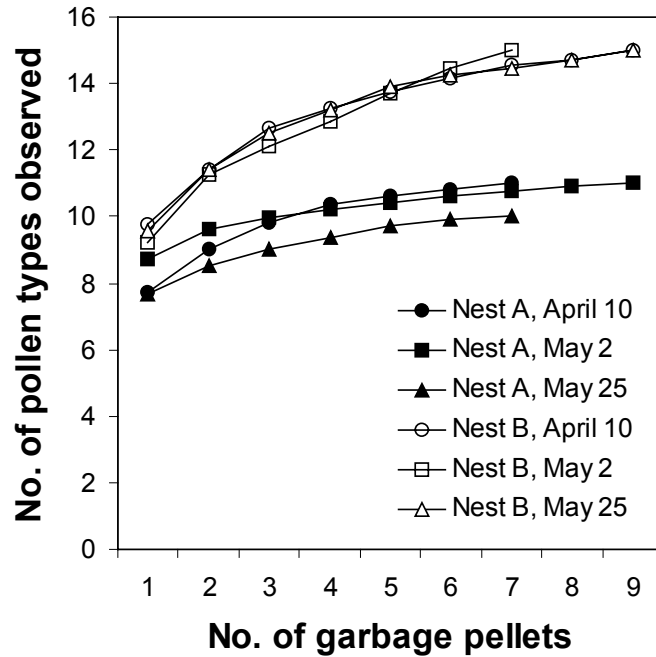 No. of pollen types observed
16
14
12
10
8
6
4
2
0
Nest A, April 10
Nest A, May 2
Nest A, May 25
Nest B, April 10
Nest B, May 2
Nest B, May 25
1 2 3 4 5 6 7 8 9
No. of garbage pellets